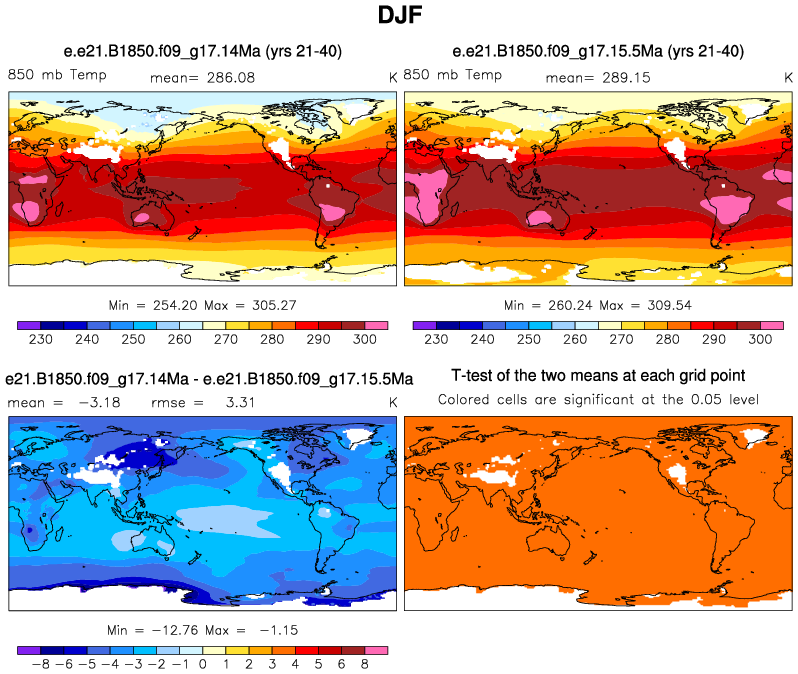 DJF
e.e21.B1850.f09_g17.14Ma (yrs 21-40)
850 mb Temp mean= 286.08 K
Min = 254.20 Max = 305.27
230 240 250 260 270 280 290 300
e.e21.B1850.f09_g17.15.5Ma (yrs 21-40)
850 mb Temp mean= 289.15 K
Min = 260.24 Max = 309.54
230 240 250 260 270 280 290 300
e21.B1850.f09_g17.14Ma - e.e21.B1850.f09_g17.15.5Ma
mean = -3.18 rmse = 3.31 K
Min = -12.76 Max = -1.15
-8 -6 -5 -4 -3 -2 -1 0 1 2 3 4 5 6 8
T-test of the two means at each grid point
Colored cells are significant at the 0.05 level